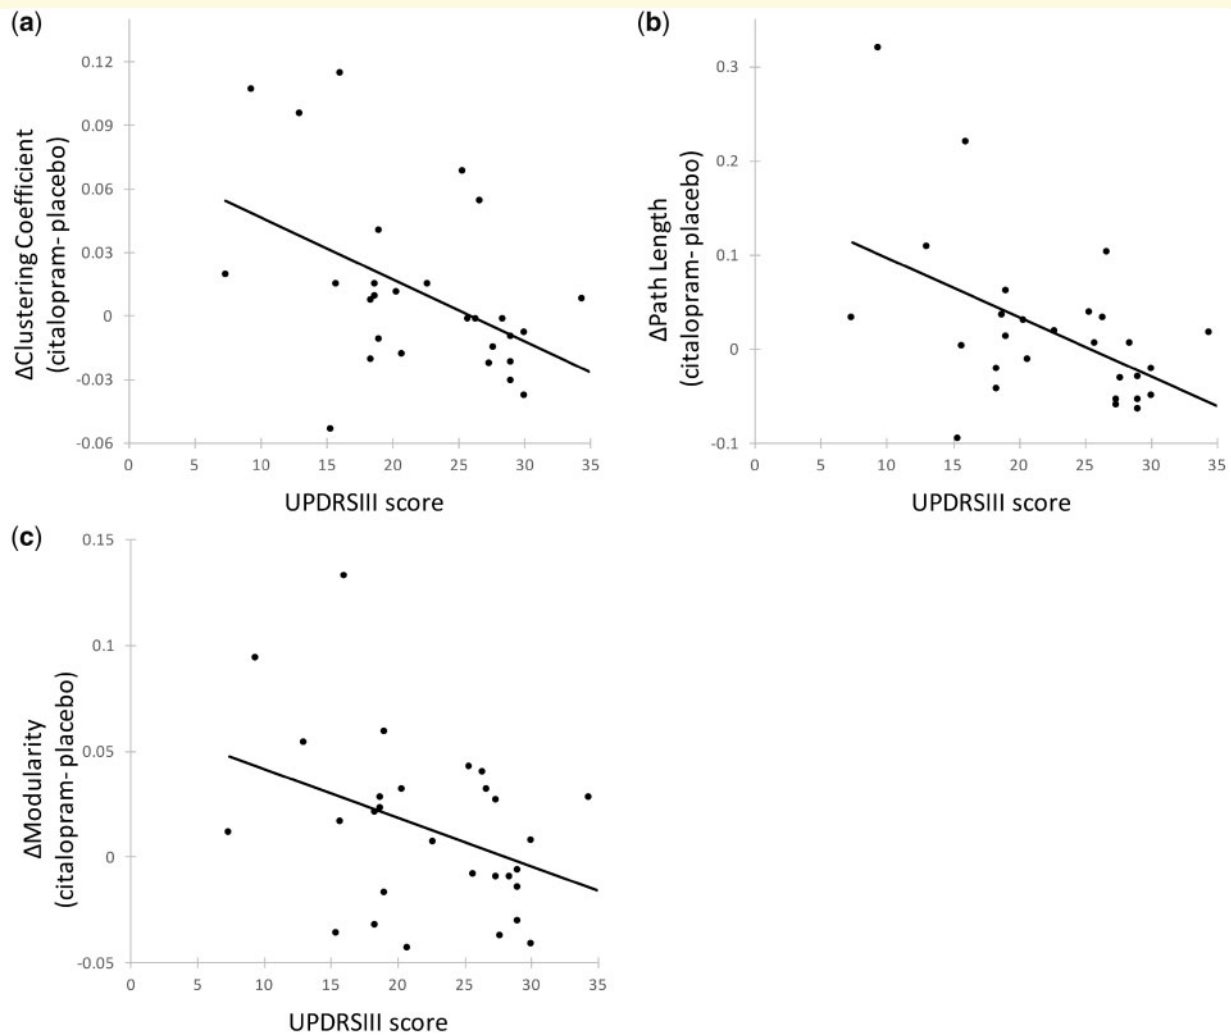 (a)
ΔClustering Coefficient
(citalopram- placebo)
0.12
0.09
0.06
0.03
0
-0.03
-0.06
0 5 10 15 20 25 30 35
UPDRSIII score
(b)
ΔPath Length
(citalopram- placebo)
0.3
0.2
0.1
0
-0.1
0 5 10 15 20 25 30 35
UPDRSIII score
(c)
ΔModularity
(citalopram- placebo)
0.15
0.1
0.05
0
-0.05
0 5 10 15 20 25 30 35
UPDRSIII score